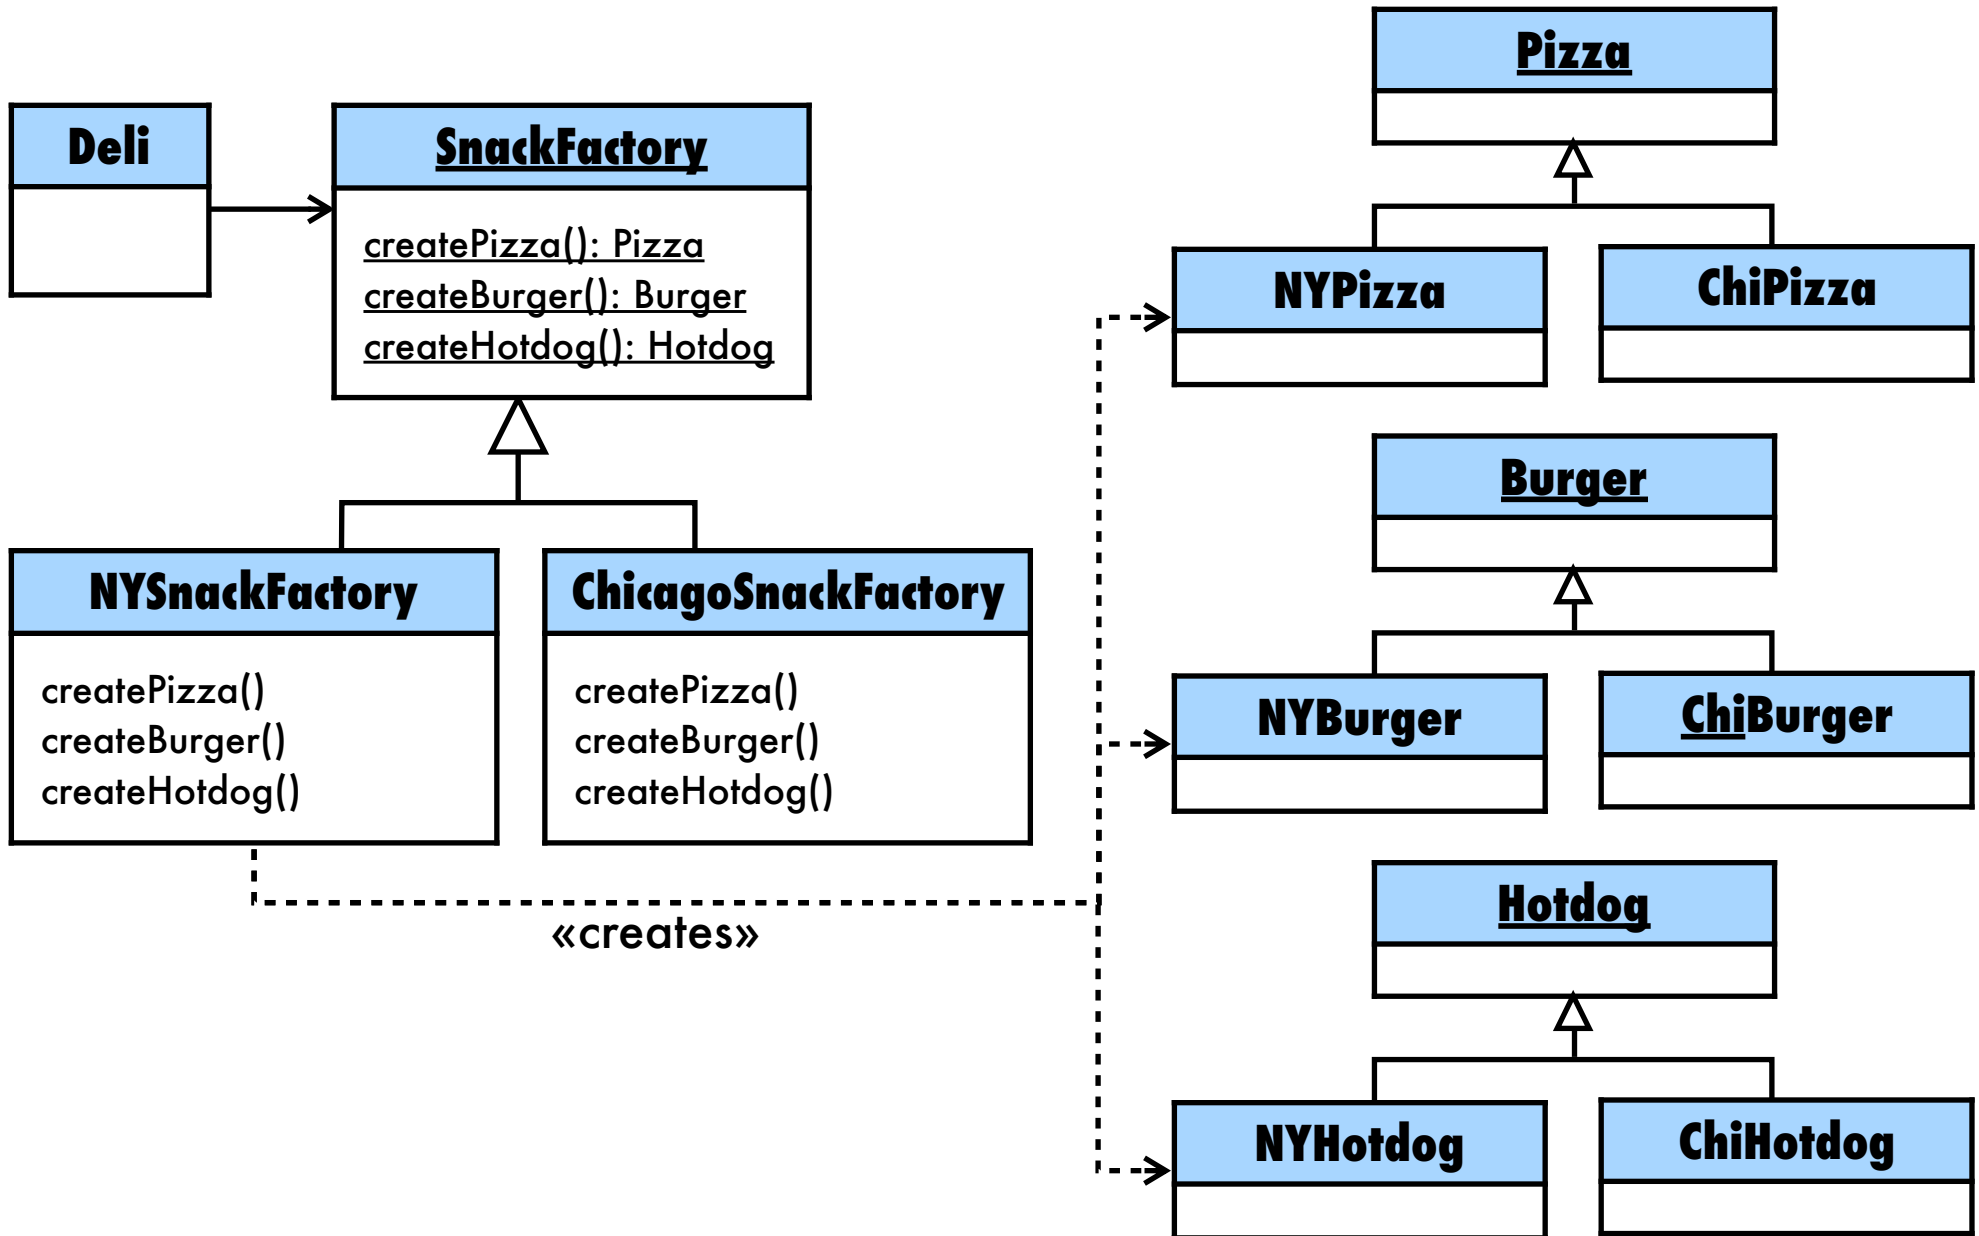 Deli
SnackFactory
createPizza(): Pizza
createBurger(): Burger
createHotdog(): Hotdog
NYSnackFactory
createPizza()
createBurger()
createHotdog()
ChicagoSnackFactory
createPizza()
createBurger()
createHotdog()
«creates»
Pizza
NYPizza
ChiPizza
Burger
NYBurger
ChiBurger
Hotdog
NYHotdog
ChiHotdog